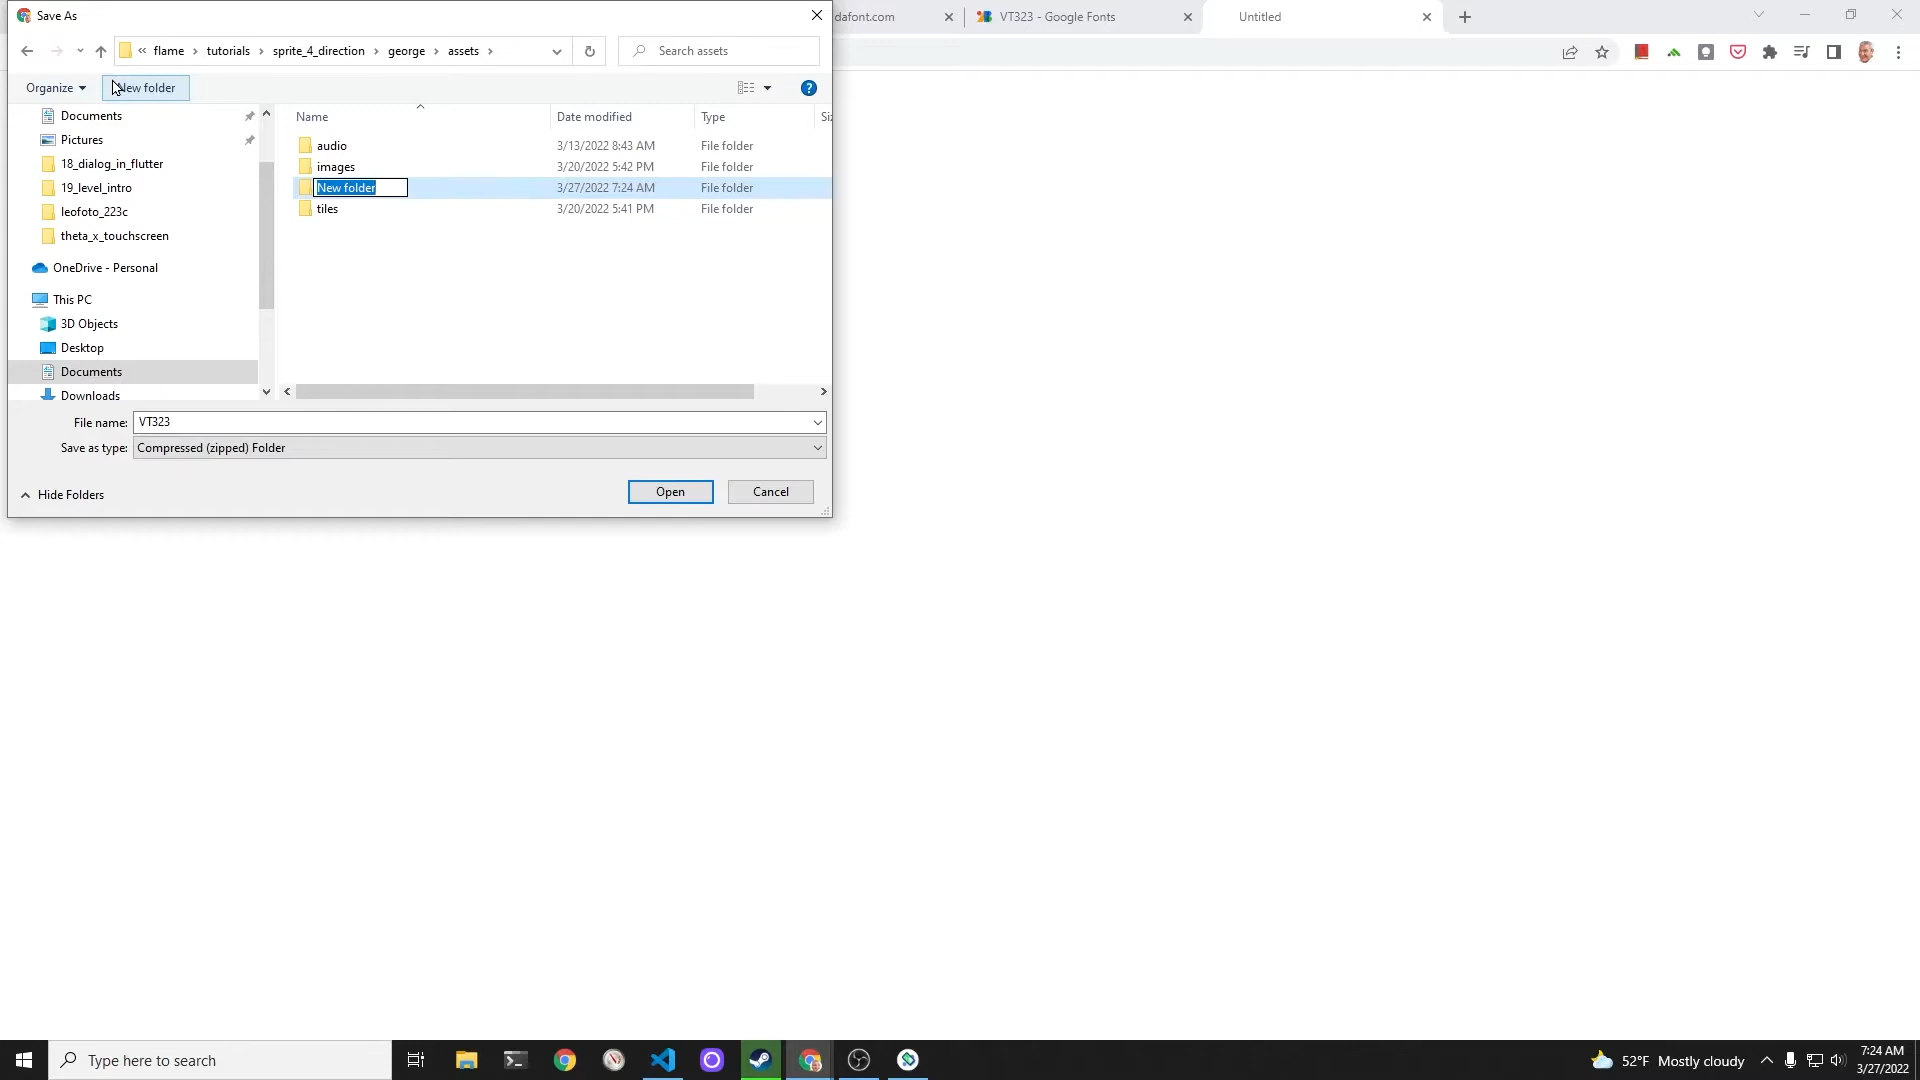 Save As
dafont.com
VT323 - Google Fonts
Untitled
« flame › tutorials › sprite_4_direction › george › assets ›
Search assets
Organize
New folder
Documents
Pictures
18_dialog_in_flutter
19_level_intro
leofoto_223c
theta_x_touchscreen
OneDrive - Personal
This PC
3D Objects
Desktop
Documents
Downloads
Name Date modified Type
audio 3/13/2022 8:43 AM File folder
images 3/20/2022 5:42 PM File folder
New folder 3/27/2022 7:24 AM File folder
tiles 3/20/2022 5:41 PM File folder
File name: VT323
Save as type: Compressed (zipped) Folder
Hide Folders
Open
Cancel
Type here to search
52°F Mostly cloudy
7:24 AM
3/27/2022